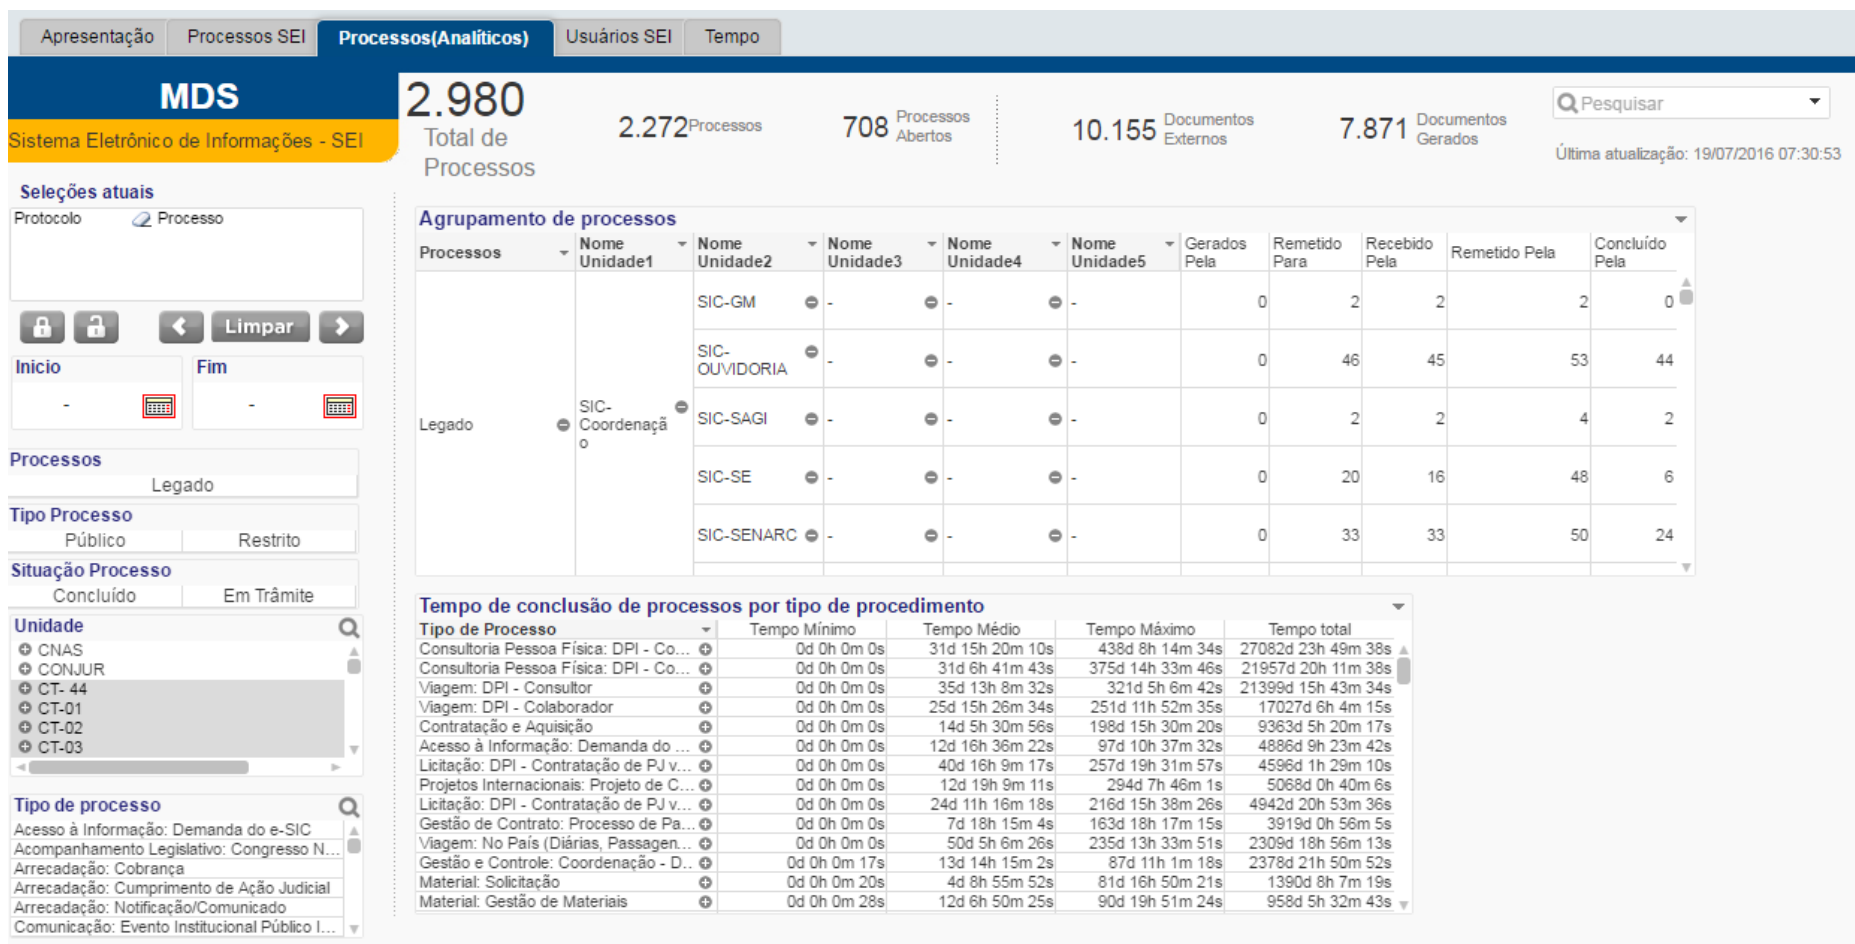 Apresentação Processos SEI Processos(Analíticos) Usuários SEI Tempo
MDS
Sistema Eletrônico de Informações - SEI
2.980
Total de
Processos
2.272 Processos
708 Processos
Abertos
10.155 Documentos
Externos
7.871 Documentos
Gerados
Pesquisar
Última atualização: 19/07/2016 07:30:53
Seleções atuais
Protocolo Processo
Limpar
Inicio Fim
- -
Processos
Legado
Tipo Processo
Público Restrito
Situação Processo
Concluído Em Trâmite
Unidade
CNAS
CONJUR
CT- 44
CT-01
CT-02
CT-03
Tipo de processo
Acesso à Informação: Demanda do e-SIC
Acompanhamento Legislativo: Congresso N...
Arrecadação: Cobrança
Arrecadação: Cumprimento de Ação Judicial
Arrecadação: Notificação/Comunicado
Comunicação: Evento Institucional Público I...
Agrupamento de processos
Processos Nome Unidade1 Nome Unidade2 Nome Unidade3 Nome Unidade4 Nome Unidade5 Gerados Pela Remetido Para Recebido Pela Remetido Pela Concluído Pela
Legado
SIC-
Coordenaçã
o
SIC-GM - - - 0 2 2 2 0
SIC-
OUVIDORIA - - - 0 46 45 53 44
SIC-SAGI - - - 0 2 2 4 2
SIC-SE - - - 0 20 16 48 6
SIC-SENARC - - - 0 33 33 50 24
Tempo de conclusão de processos por tipo de procedimento
Tipo de Processo Tempo Mínimo Tempo Médio Tempo Máximo Tempo total
Consultoria Pessoa Física: DPI - Co... 0d 0h 0m 0s 31d 15h 20m 10s 438d 8h 14m 34s 27082d 23h 49m 38s
Consultoria Pessoa Física: DPI - Co... 0d 0h 0m 0s 31d 6h 41m 43s 375d 14h 33m 46s 21957d 20h 11m 38s
Viagem: DPI - Consultor 0d 0h 0m 0s 35d 13h 8m 32s 321d 5h 6m 42s 21399d 15h 43m 34s
Viagem: DPI - Colaborador 0d 0h 0m 0s 25d 15h 26m 34s 251d 11h 52m 35s 17027d 6h 4m 15s
Contratação e Aquisição 0d 0h 0m 0s 14d 5h 30m 56s 198d 15h 30m 20s 9363d 5h 20m 17s
Acesso à Informação: Demanda do ... 0d 0h 0m 0s 12d 16h 36m 22s 97d 10h 37m 32s 4886d 9h 23m 42s
Licitação: DPI - Contratação de PJ v... 0d 0h 0m 0s 40d 16h 9m 17s 257d 19h 31m 57s 4596d 1h 29m 10s
Projetos Internacionais: Projeto de C... 0d 0h 0m 0s 12d 19h 9m 11s 294d 7h 46m 1s 5068d 0h 40m 6s
Licitação: DPI - Contratação de PJ v... 0d 0h 0m 0s 24d 11h 16m 18s 216d 15h 38m 26s 4942d 20h 53m 36s
Gestão de Contrato: Processo de Pa... 0d 0h 0m 0s 7d 18h 15m 4s 163d 18h 17m 15s 3919d 0h 56m 5s
Viagem: No País (Diárias, Passagen... 0d 0h 0m 0s 50d 5h 6m 26s 235d 13h 33m 51s 2309d 18h 56m 13s
Gestão e Controle: Coordenação - D... 0d 0h 0m 17s 13d 14h 15m 2s 87d 11h 1m 18s 2378d 21h 50m 52s
Material: Solicitação 0d 0h 0m 20s 4d 8h 55m 52s 81d 16h 50m 21s 1390d 8h 7m 19s
Material: Gestão de Materiais 0d 0h 0m 28s 12d 6h 50m 25s 90d 19h 51m 24s 958d 5h 32m 43s